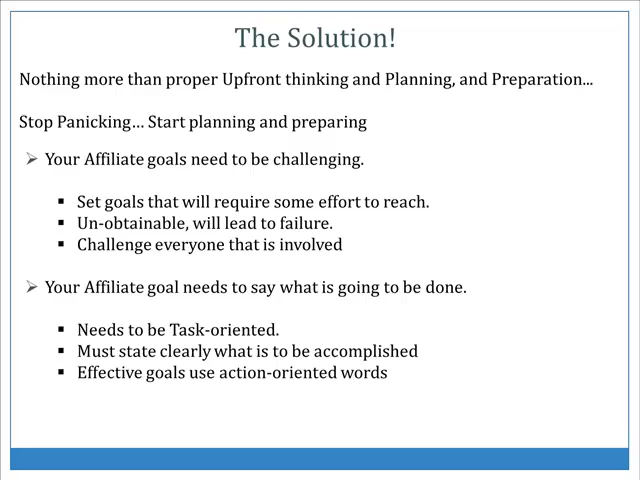 The Solution!
Nothing more than proper Upfront thinking and Planning, and Preparation...
Stop Panicking... Start planning and preparing
Your Affiliate goals need to be challenging.
Set goals that will require some effort to reach.
Un-obtainable, will lead to failure.
Challenge everyone that is involved
Your Affiliate goal needs to say what is going to be done.
Needs to be Task-oriented.
Must state clearly what is to be accomplished
Effective goals use action-oriented words